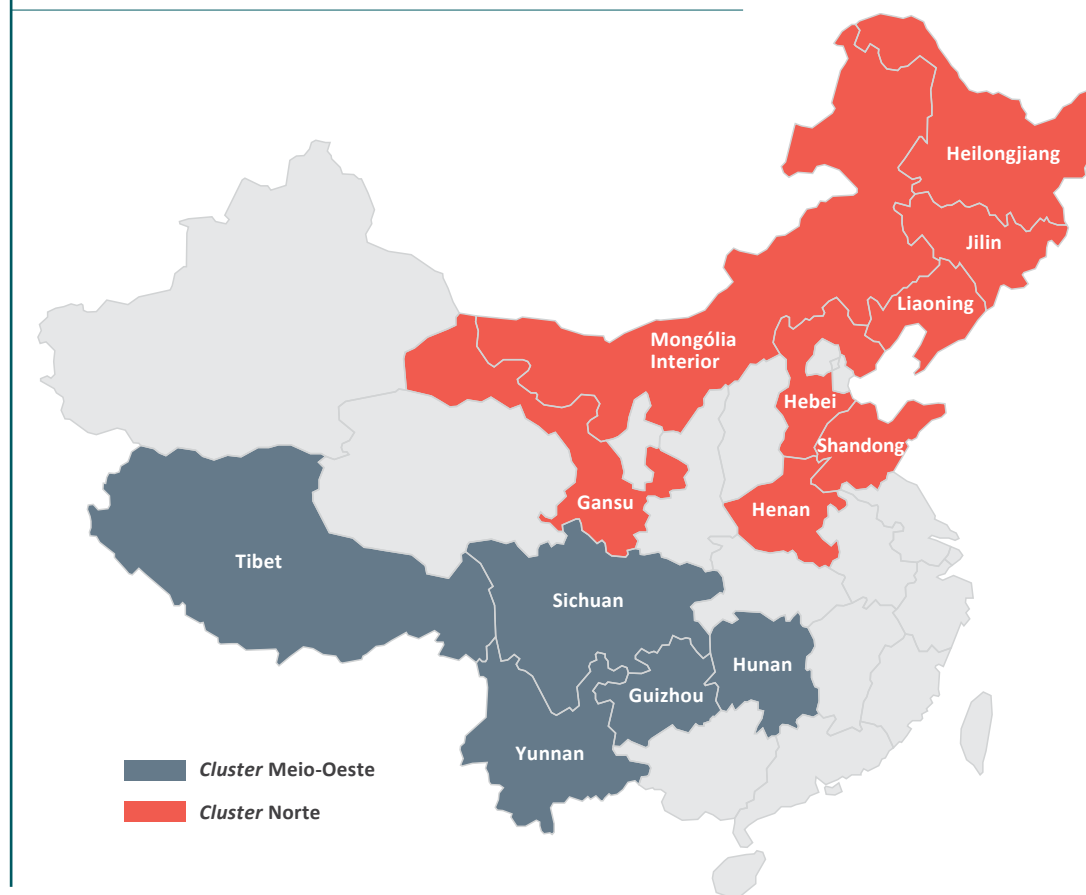 Heilongjiang
Jilin
Liaoning
Mongólia
Interior
Hebei
Shandong
Gansu
Henan
Tibet
Sichuan
Hunan
Guizhou
Yunnan
Cluster Meio-Oeste
Cluster Norte